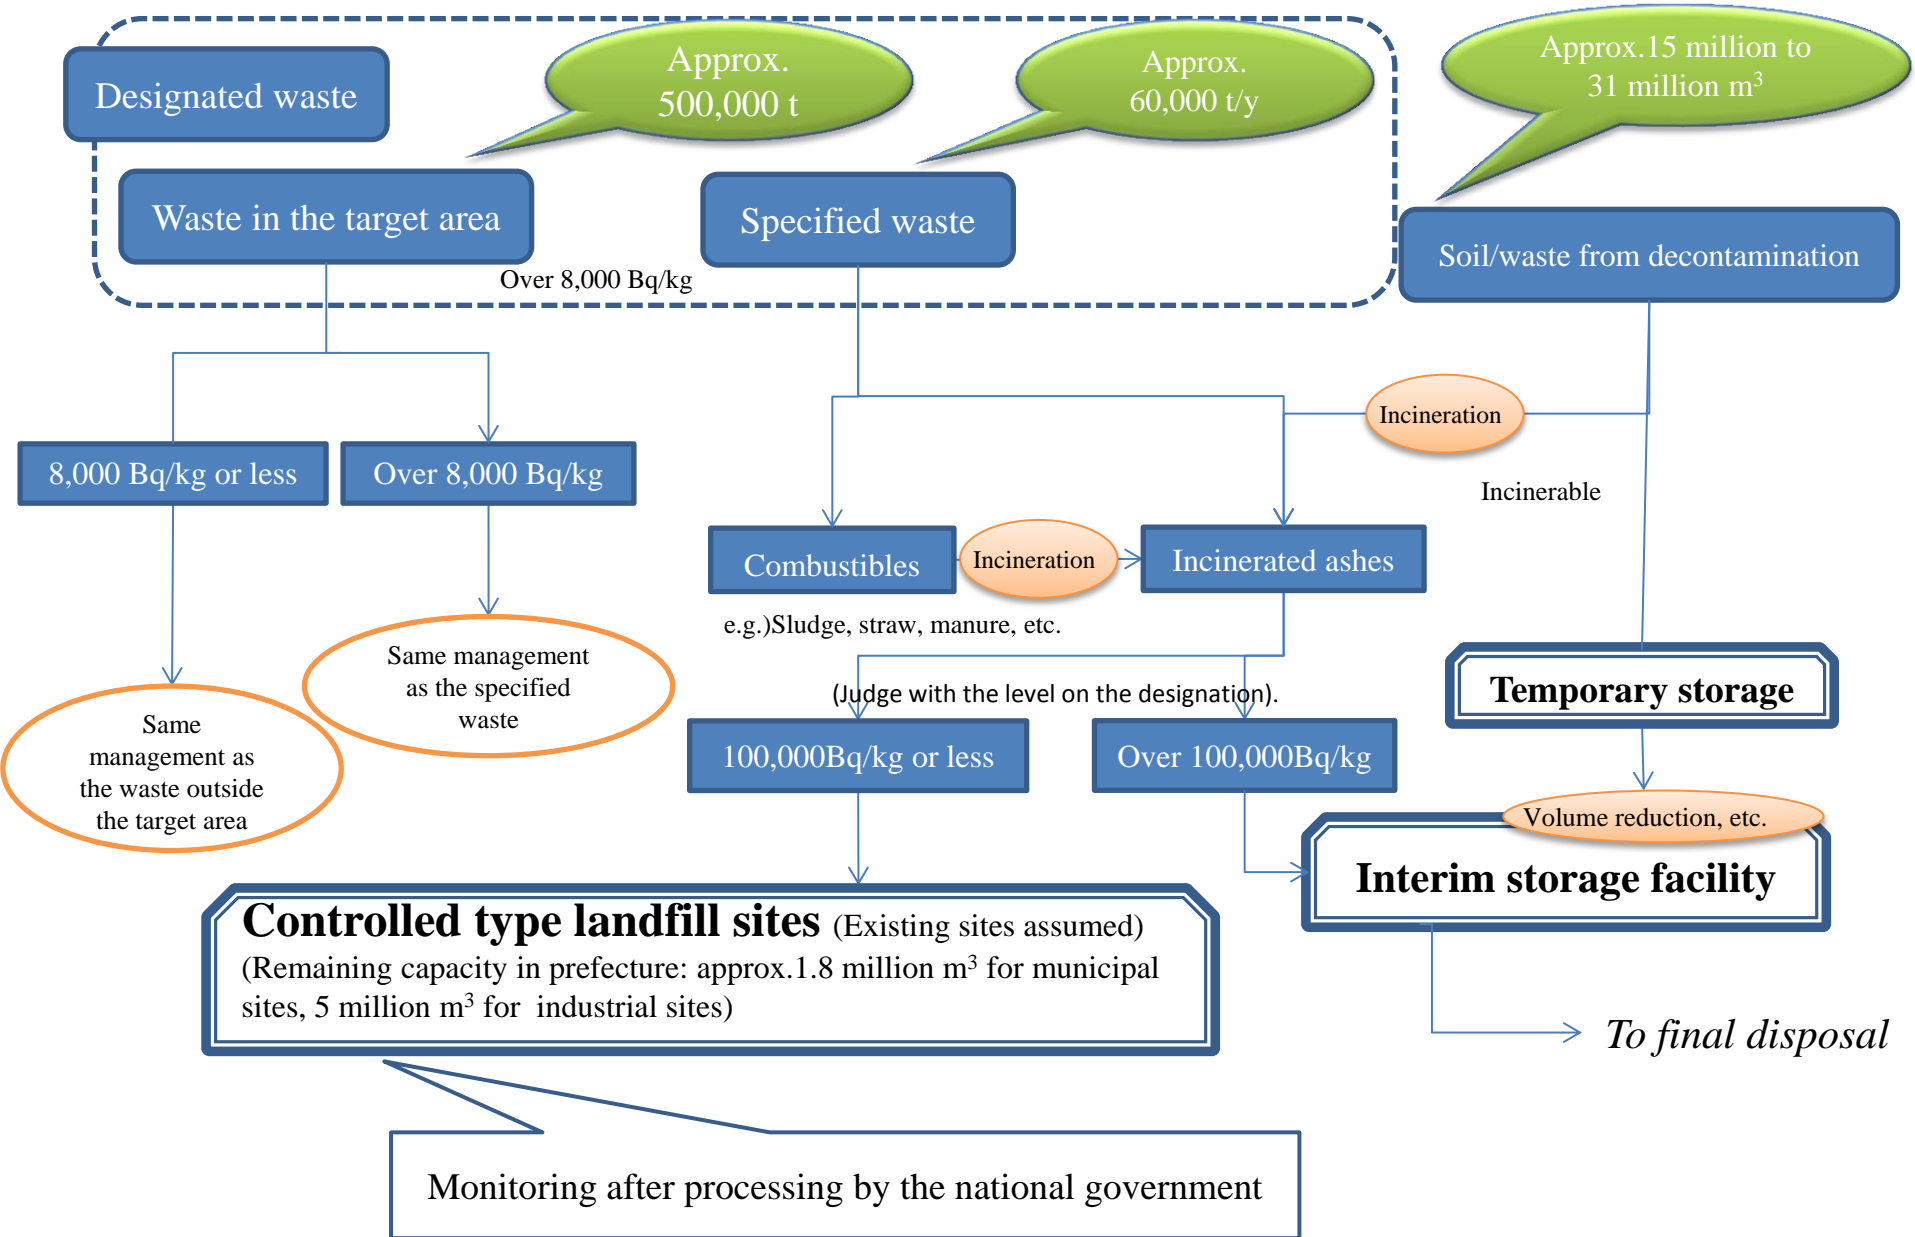 Designated waste
Approx.
500,000 t
Approx.
60,000 t/y
Approx.15 million to
31 million m³
Waste in the target area
Specified waste
Soil/waste from decontamination
Over 8,000 Bq/kg
8,000 Bq/kg or less
Over 8,000 Bq/kg
Incineration
Incinerable
Combustibles
Incineration
Incinerated ashes
e.g.)Sludge, straw, manure, etc.
Same management
as the specified
waste
Same
management as
the waste outside
the target area
(Judge with the level on the designation).
100,000Bq/kg or less
Over 100,000Bq/kg
Temporary storage
Volume reduction, etc.
Interim storage facility
Controlled type landfill sites (Existing sites assumed)
(Remaining capacity in prefecture: approx.1.8 million m³ for municipal
sites, 5 million m³ for industrial sites)
To final disposal
Monitoring after processing by the national government